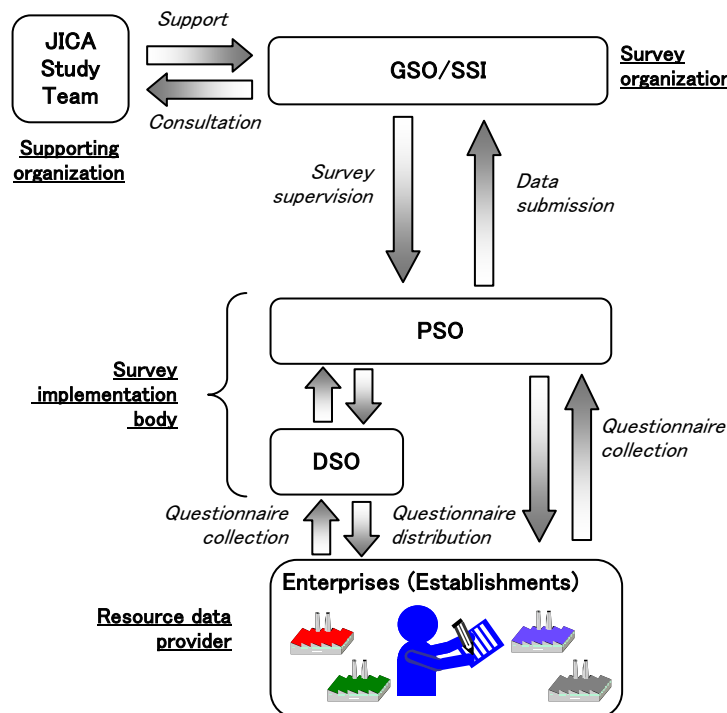 Support
JICA
Study
Team
GSO/SSI
Survey
organization
Consultation
Supporting
organization
Survey
supervision
Data
submission
PSO
Survey
implementation
body
Questionnaire
collection
DSO
Questionnaire
collection
Questionnaire
distribution
Enterprises (Establishments)
Resource data
provider